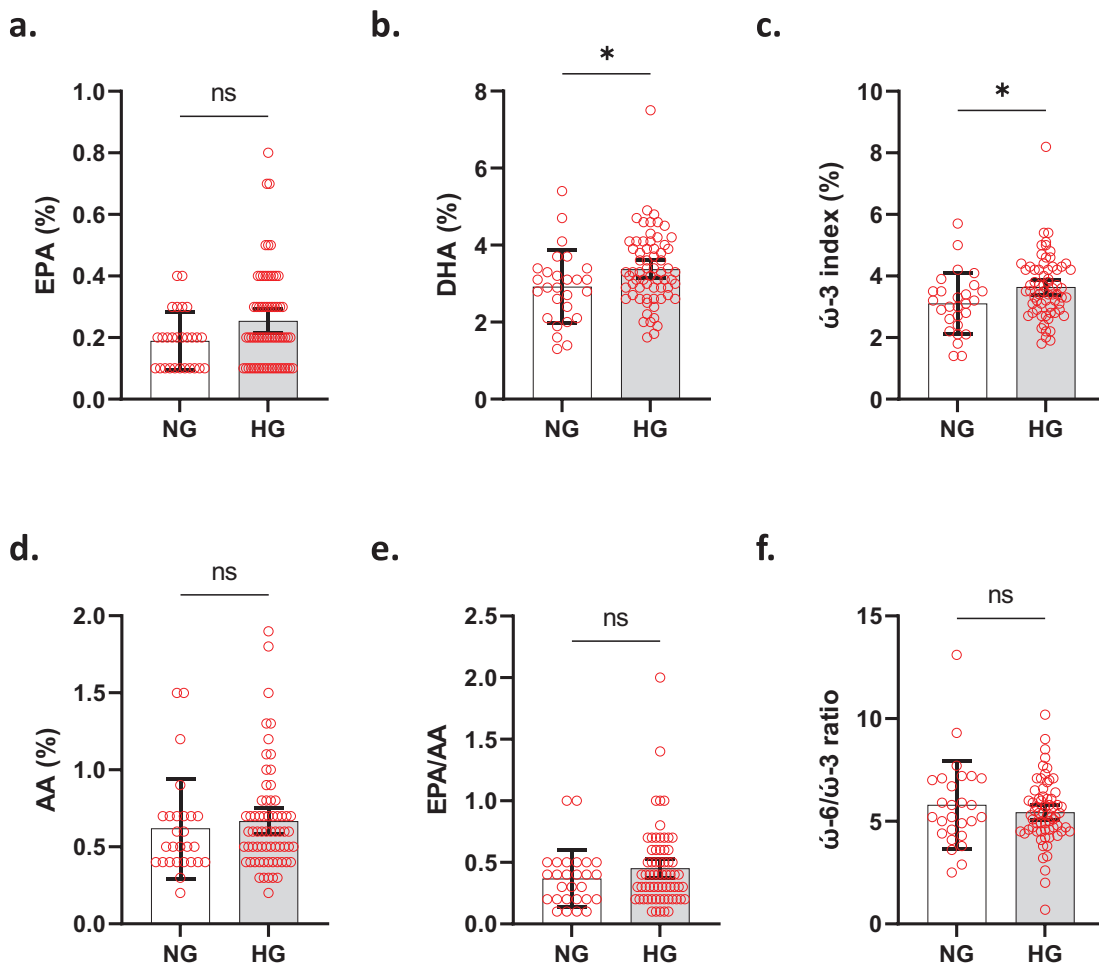 a.
ns
EPA (%)
1.0
0.8
0.6
0.4
0.2
0.0
NG HG
b.
*
DHA (%)
8
6
4
2
0
NG HG
c.
*
ώ-3 index (%)
10
8
6
4
2
0
NG HG
d.
ns
AA (%)
2.0
1.5
1.0
0.5
0.0
NG HG
e.
ns
EPA/AA
2.5
2.0
1.5
1.0
0.5
0.0
NG HG
f.
ns
ώ-6/ώ-3 ratio
15
10
5
0
NG HG